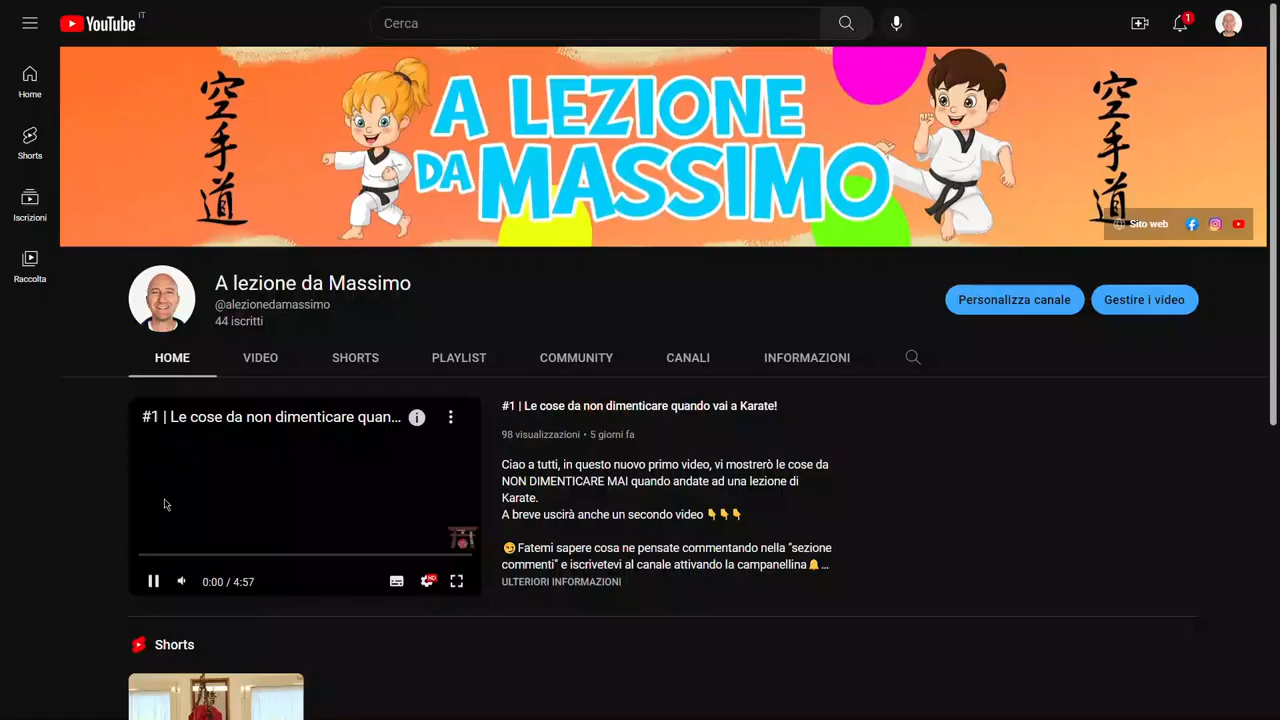 YouTube IT
Cerca
1
Home
Shorts
Iscrizioni
Raccolta
空手道
A LEZIONE
DA MASSIMO
空手道
Sito web
A lezione da Massimo
@alezionedamassimo
44 iscritti
Personalizza canale
Gestire i video
HOME VIDEO SHORTS PLAYLIST COMMUNITY CANALI INFORMAZIONI
#1 | Le cose da non dimenticare quan...
0:00 / 4:57
HD
#1 | Le cose da non dimenticare quando vai a Karate!
98 visualizzazioni • 5 giorni fa
Ciao a tutti, in questo nuovo primo video, vi mostrerò le cose da
NON DIMENTICARE MAI quando andate ad una lezione di
Karate.
A breve uscirà anche un secondo video 👇👇👇
😏Fatemi sapere cosa ne pensate commentando nella "sezione
commenti" e iscrivetevi al canale attivando la campanellina🔔...
ULTERIORI INFORMAZIONI
Shorts